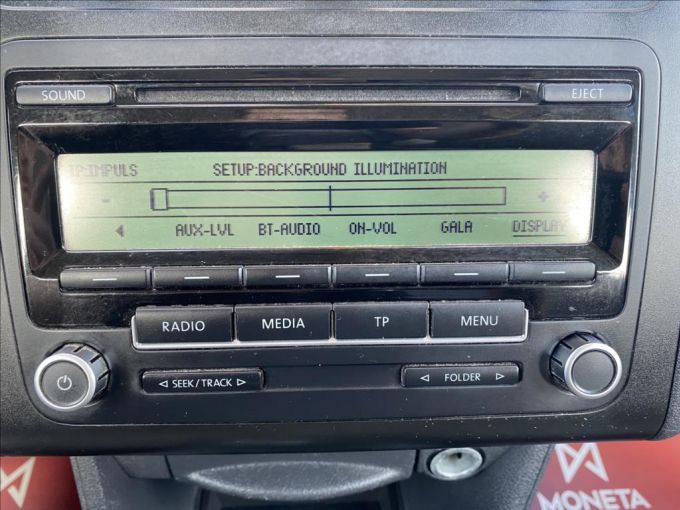 SOUND
EJECT
TP:IMPULS SETUP:BACKGROUND ILLUMINATION
- +
AUX-LVL BT-AUDIO ON-VOL GALA DISPLAY
RADIO MEDIA TP MENU
SEEK/TRACK FOLDER
MONETA